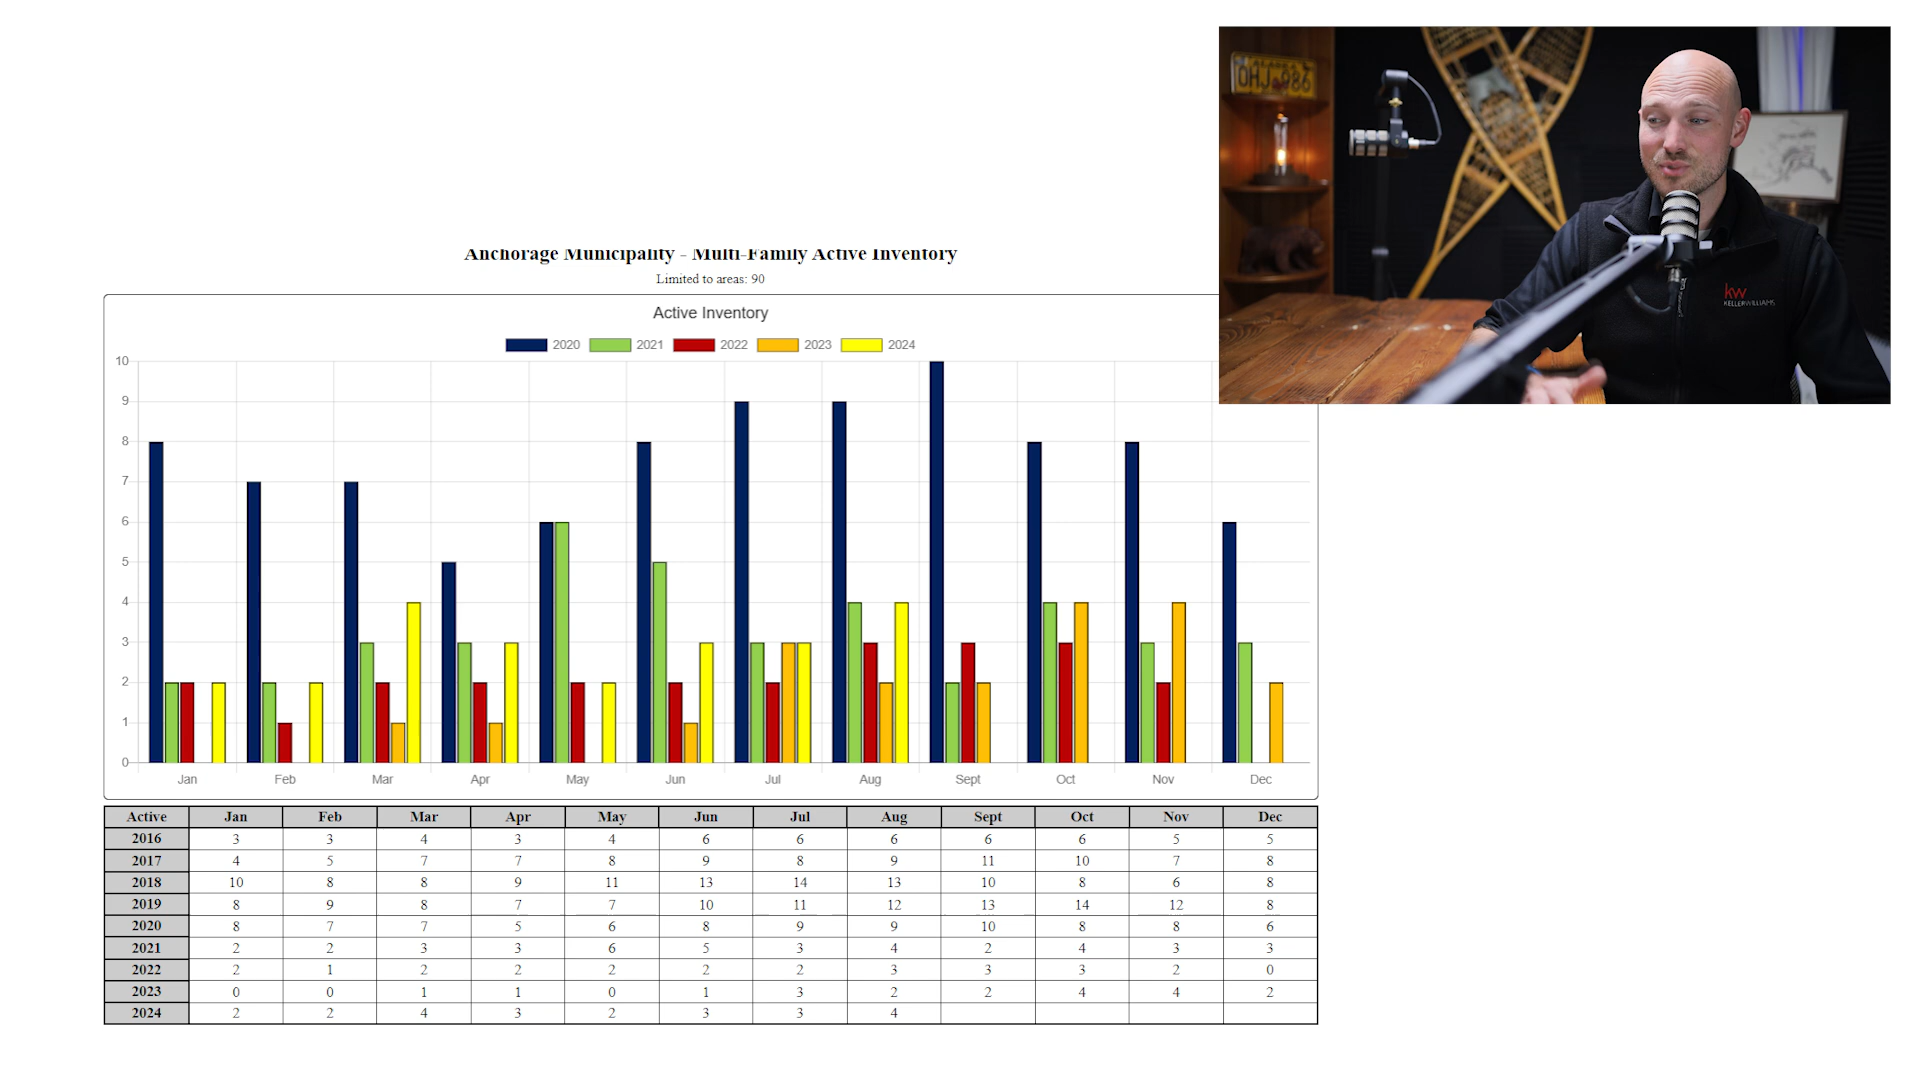 OHJ 986
kw
KELLERWILLIAMS
Anchorage Municipality - Multi-Family Active Inventory
Limited to areas: 90
Active Inventory
2020 2021 2022 2023 2024
10
9
8
7
6
5
4
3
2
1
0
Jan Feb Mar Apr May Jun Jul Aug Sept Oct Nov Dec
Active Jan Feb Mar Apr May Jun Jul Aug Sept Oct Nov Dec
2016 3 3 4 3 4 6 6 6 6 6 5 5
2017 4 5 7 7 8 9 8 9 11 10 7 8
2018 10 8 8 9 11 13 14 13 10 8 6 8
2019 8 9 8 7 7 10 11 12 13 14 12 8
2020 8 7 7 5 6 8 9 9 10 8 8 6
2021 2 2 3 3 6 5 3 4 2 4 3 3
2022 2 1 2 2 2 2 2 3 3 3 2 0
2023 0 0 1 1 0 1 3 2 2 4 4 2
2024 2 2 4 3 2 3 3 4